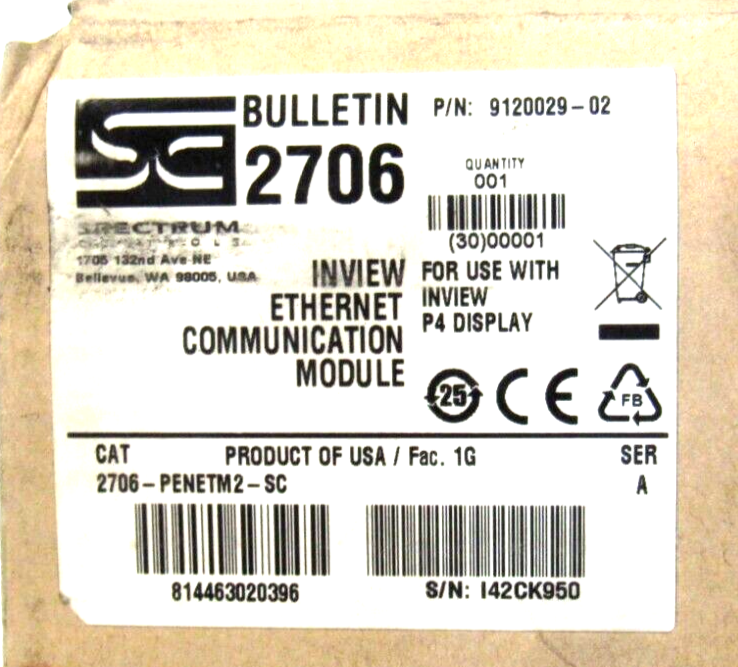 SC
BULLETIN
2706
P/N: 9120029-02
QUANTITY
001
(30)00001
SPECTRUM
CONTROLS
1705 132nd Ave NE
Bellevue, WA 98005, USA
INVIEW
ETHERNET
COMMUNICATION
MODULE
FOR USE WITH
INVIEW
P4 DISPLAY
25
CE
FB
CAT
PRODUCT OF USA / Fac. 1G
SER
2706-PENETM2-SC
A
814463020396
S/N: I42CK950